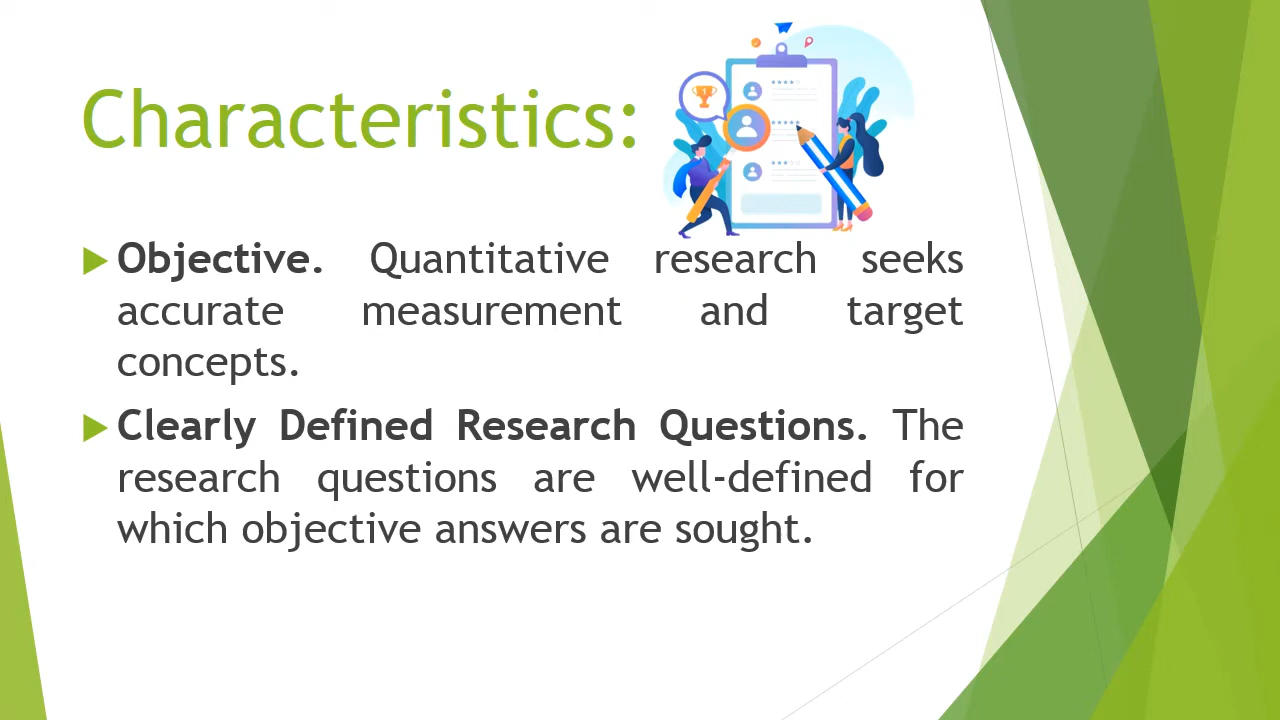 Characteristics:
Objective. Quantitative research seeks
accurate measurement and target
concepts.
Clearly Defined Research Questions. The
research questions are well-defined for
which objective answers are sought.